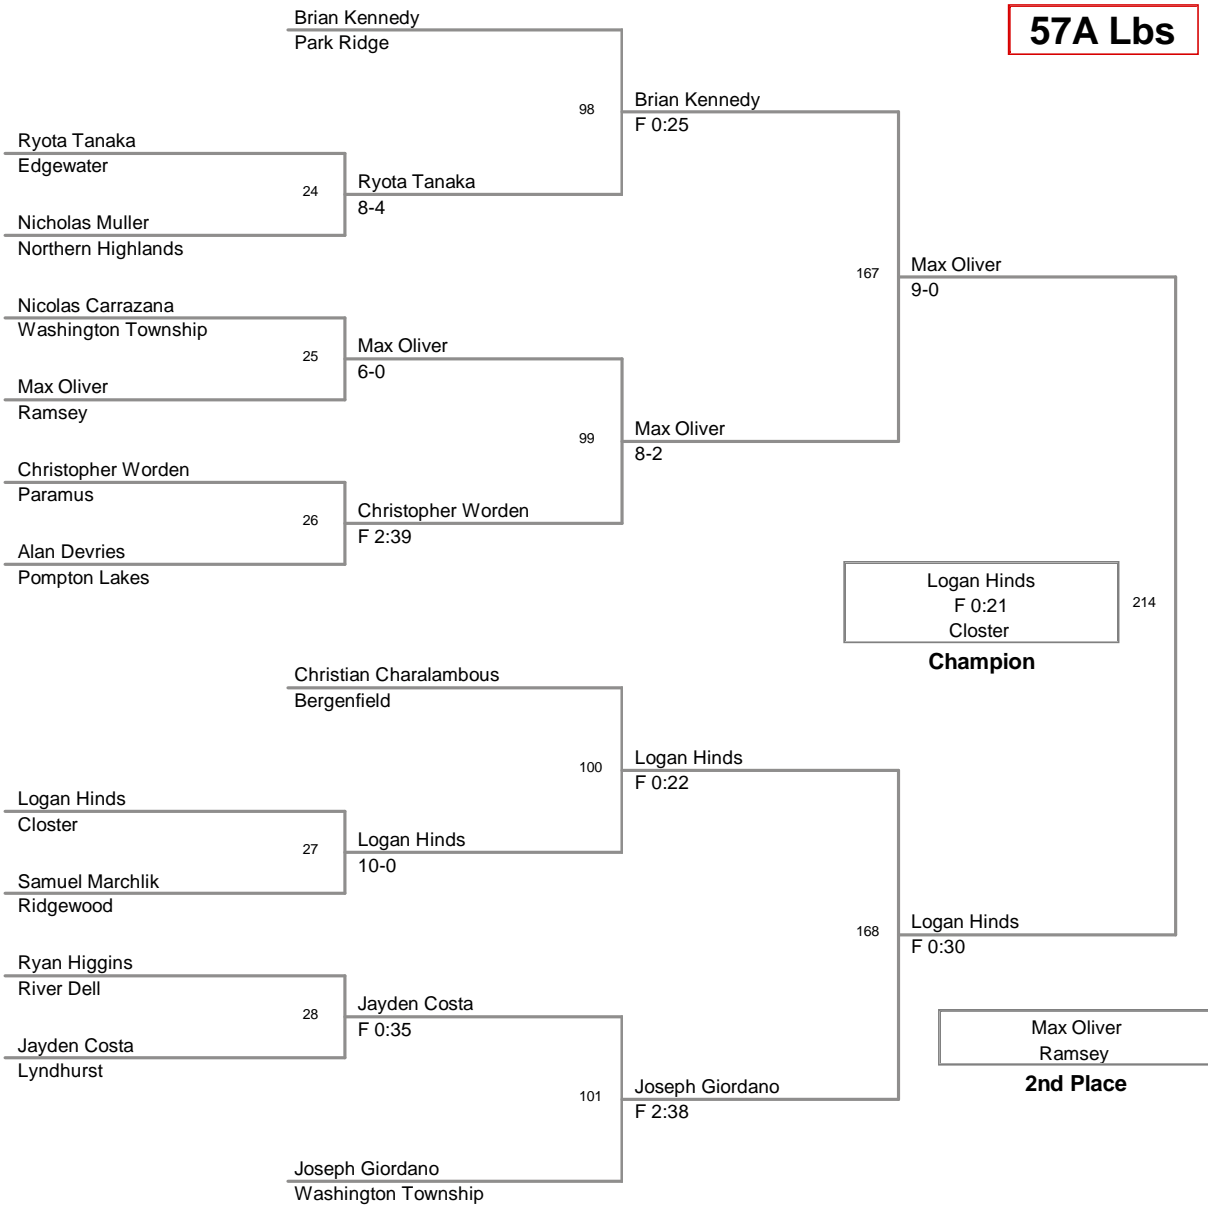 57A Lbs
Brian Kennedy
Park Ridge
98
Brian Kennedy
F 0:25
Ryota Tanaka
Edgewater
24
Ryota Tanaka
8-4
Nicholas Muller
Northern Highlands
167
Max Oliver
9-0
Nicolas Carrazana
Washington Township
25
Max Oliver
6-0
Max Oliver
Ramsey
99
Max Oliver
8-2
Christopher Worden
Paramus
26
Christopher Worden
F 2:39
Alan Devries
Pompton Lakes
Logan Hinds
F 0:21
Closter
Champion
214
Christian Charalambous
Bergenfield
100
Logan Hinds
F 0:22
Logan Hinds
Closter
27
Logan Hinds
10-0
Samuel Marchlik
Ridgewood
168
Logan Hinds
F 0:30
Ryan Higgins
River Dell
28
Jayden Costa
F 0:35
Jayden Costa
Lyndhurst
Max Oliver
Ramsey
2nd Place
101
Joseph Giordano
F 2:38
Joseph Giordano
Washington Township